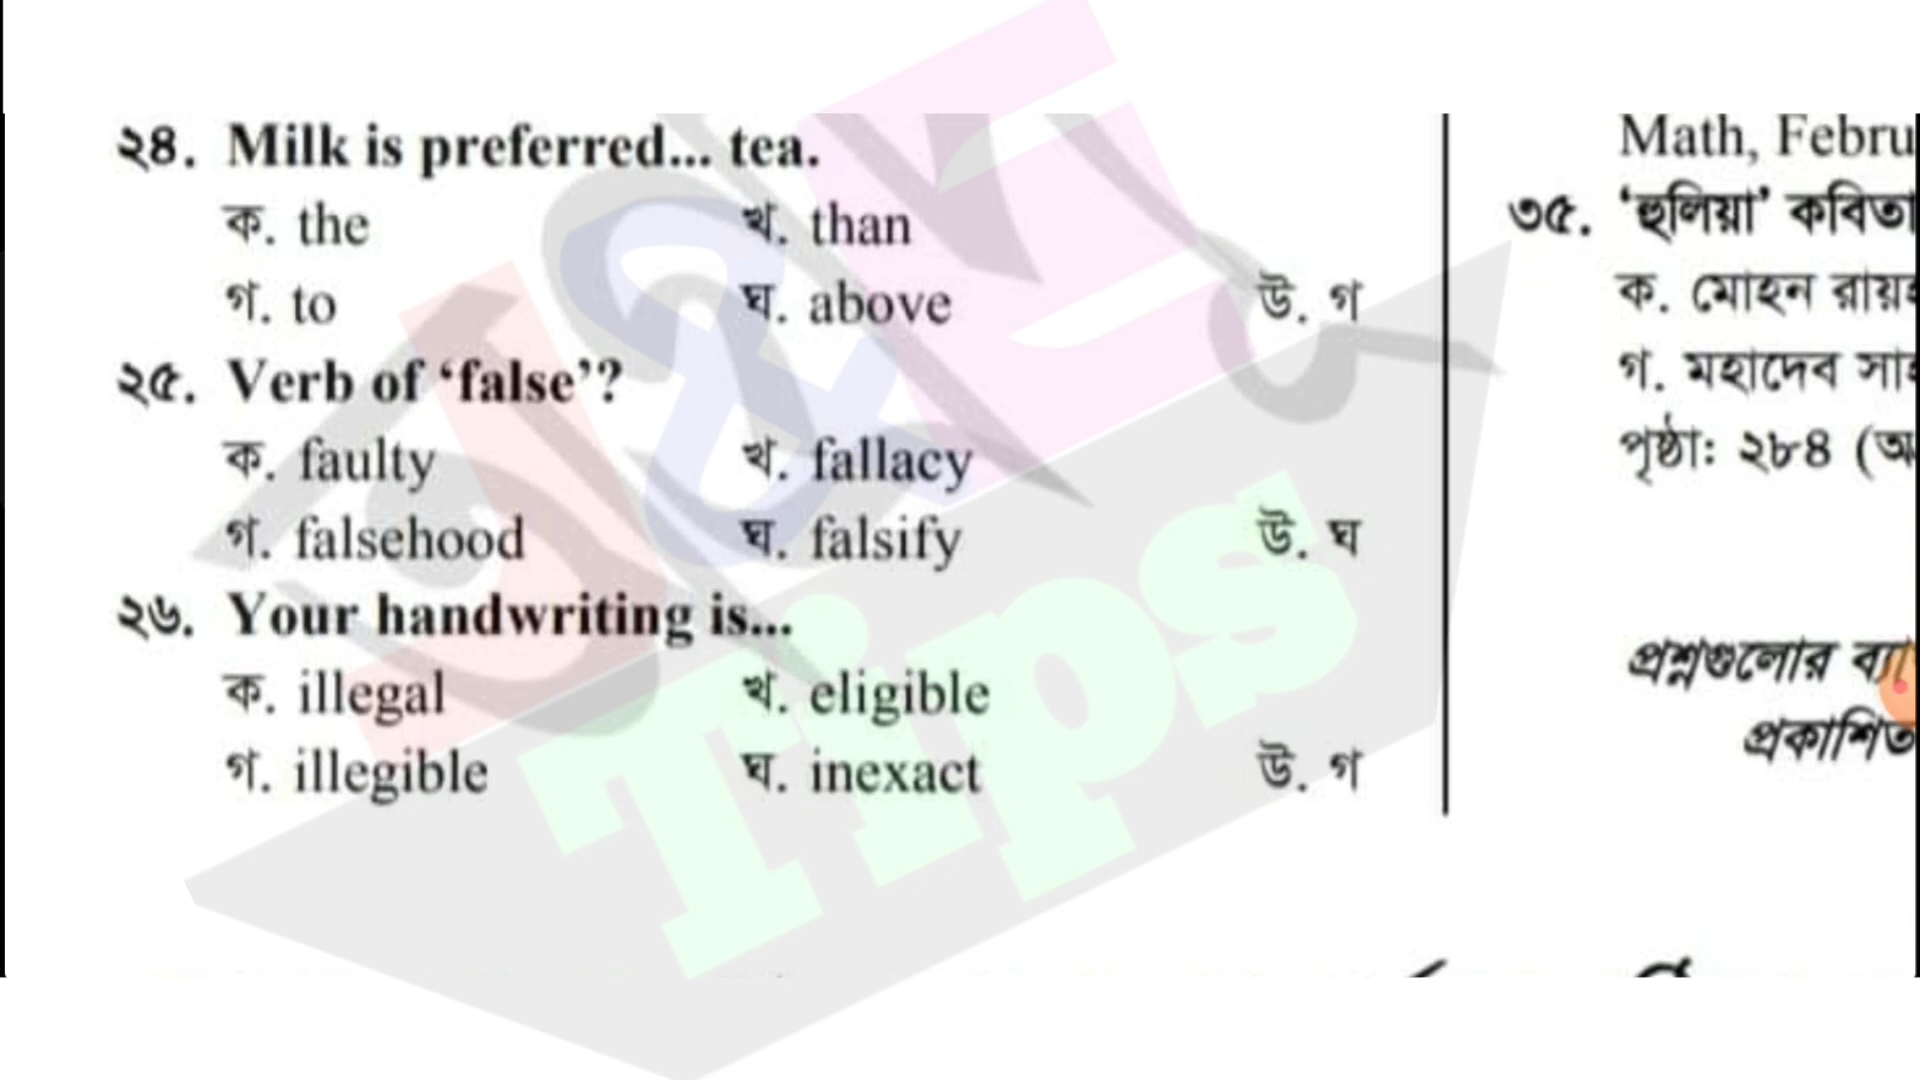 ২৪. Milk is preferred... tea.
ক. the খ. than
গ. to ঘ. above উ. গ
২৫. Verb of ‘false’?
ক. faulty খ. fallacy
গ. falsehood ঘ. falsify উ. ঘ
২৬. Your handwriting is...
ক. illegal খ. eligible
গ. illegible ঘ. inexact উ. গ
Math, Febru
৩৫. ‘হুলিয়া’ কবিতা
ক. মোহন
গ. মহাদেব
পৃষ্ঠা: ২৮৪
প্রশ্নগুলোর
প্রকাশিত
J&E
Tips